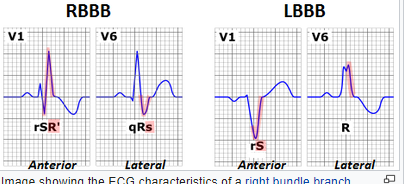 RBBB LBBB
V1 V6 V1 V6
rSR' qRs rS R
Anterior Lateral Anterior Lateral
Image showing the ECG characteristics of a right bundle branch